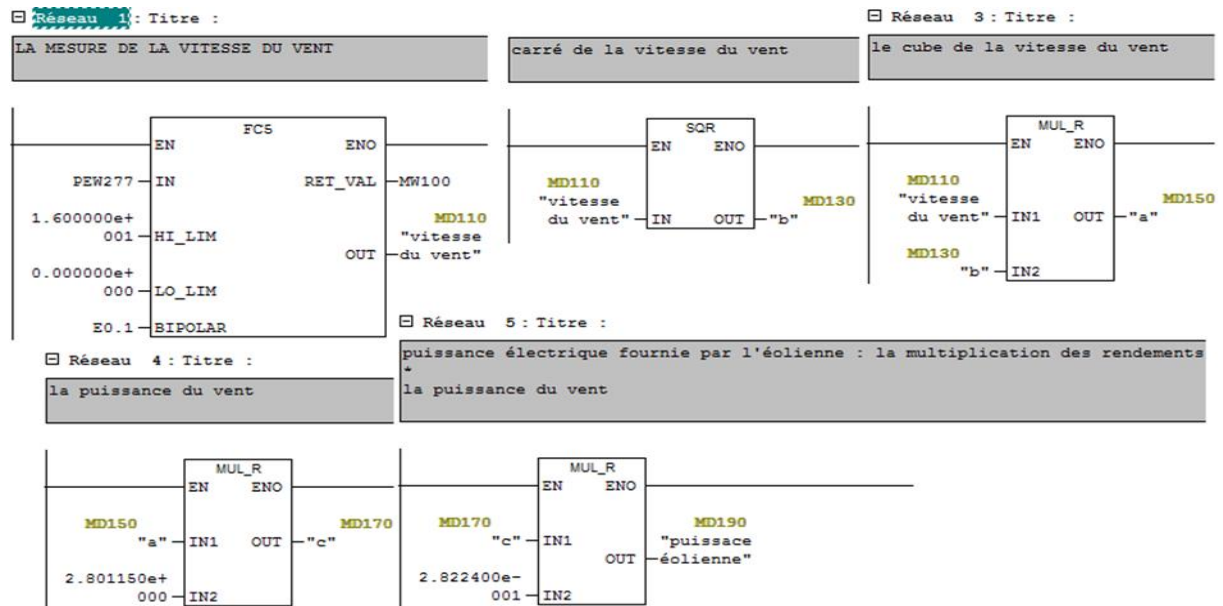 Réseau 1 : Titre :
LA MESURE DE LA VITESSE DU VENT
FC5
EN ENO
PEW277 IN RET_VAL MW100
1.600000e+
001 HI_LIM
MD110
"vitesse
OUT du vent"
0.000000e+
000 LO_LIM
E0.1 BIPOLAR
carré de la vitesse du vent
SQR
EN ENO
MD110
"vitesse
du vent" IN OUT "b"
MD130
Réseau 3 : Titre :
le cube de la vitesse du vent
MUL_R
EN ENO
MD110
"vitesse
du vent" IN1 OUT "a"
MD150
MD130
"b" IN2
Réseau 4 : Titre :
la puissance du vent
MUL_R
EN ENO
MD150 MD170
"a" IN1 OUT "c"
2.801150e+
000 IN2
Réseau 5 : Titre :
puissance électrique fournie par l'éolienne : la multiplication des rendements
*
la puissance du vent
MUL_R
EN ENO
MD170 MD190
"c" IN1 "puissace
OUT éolienne"
2.822400e-
001 IN2